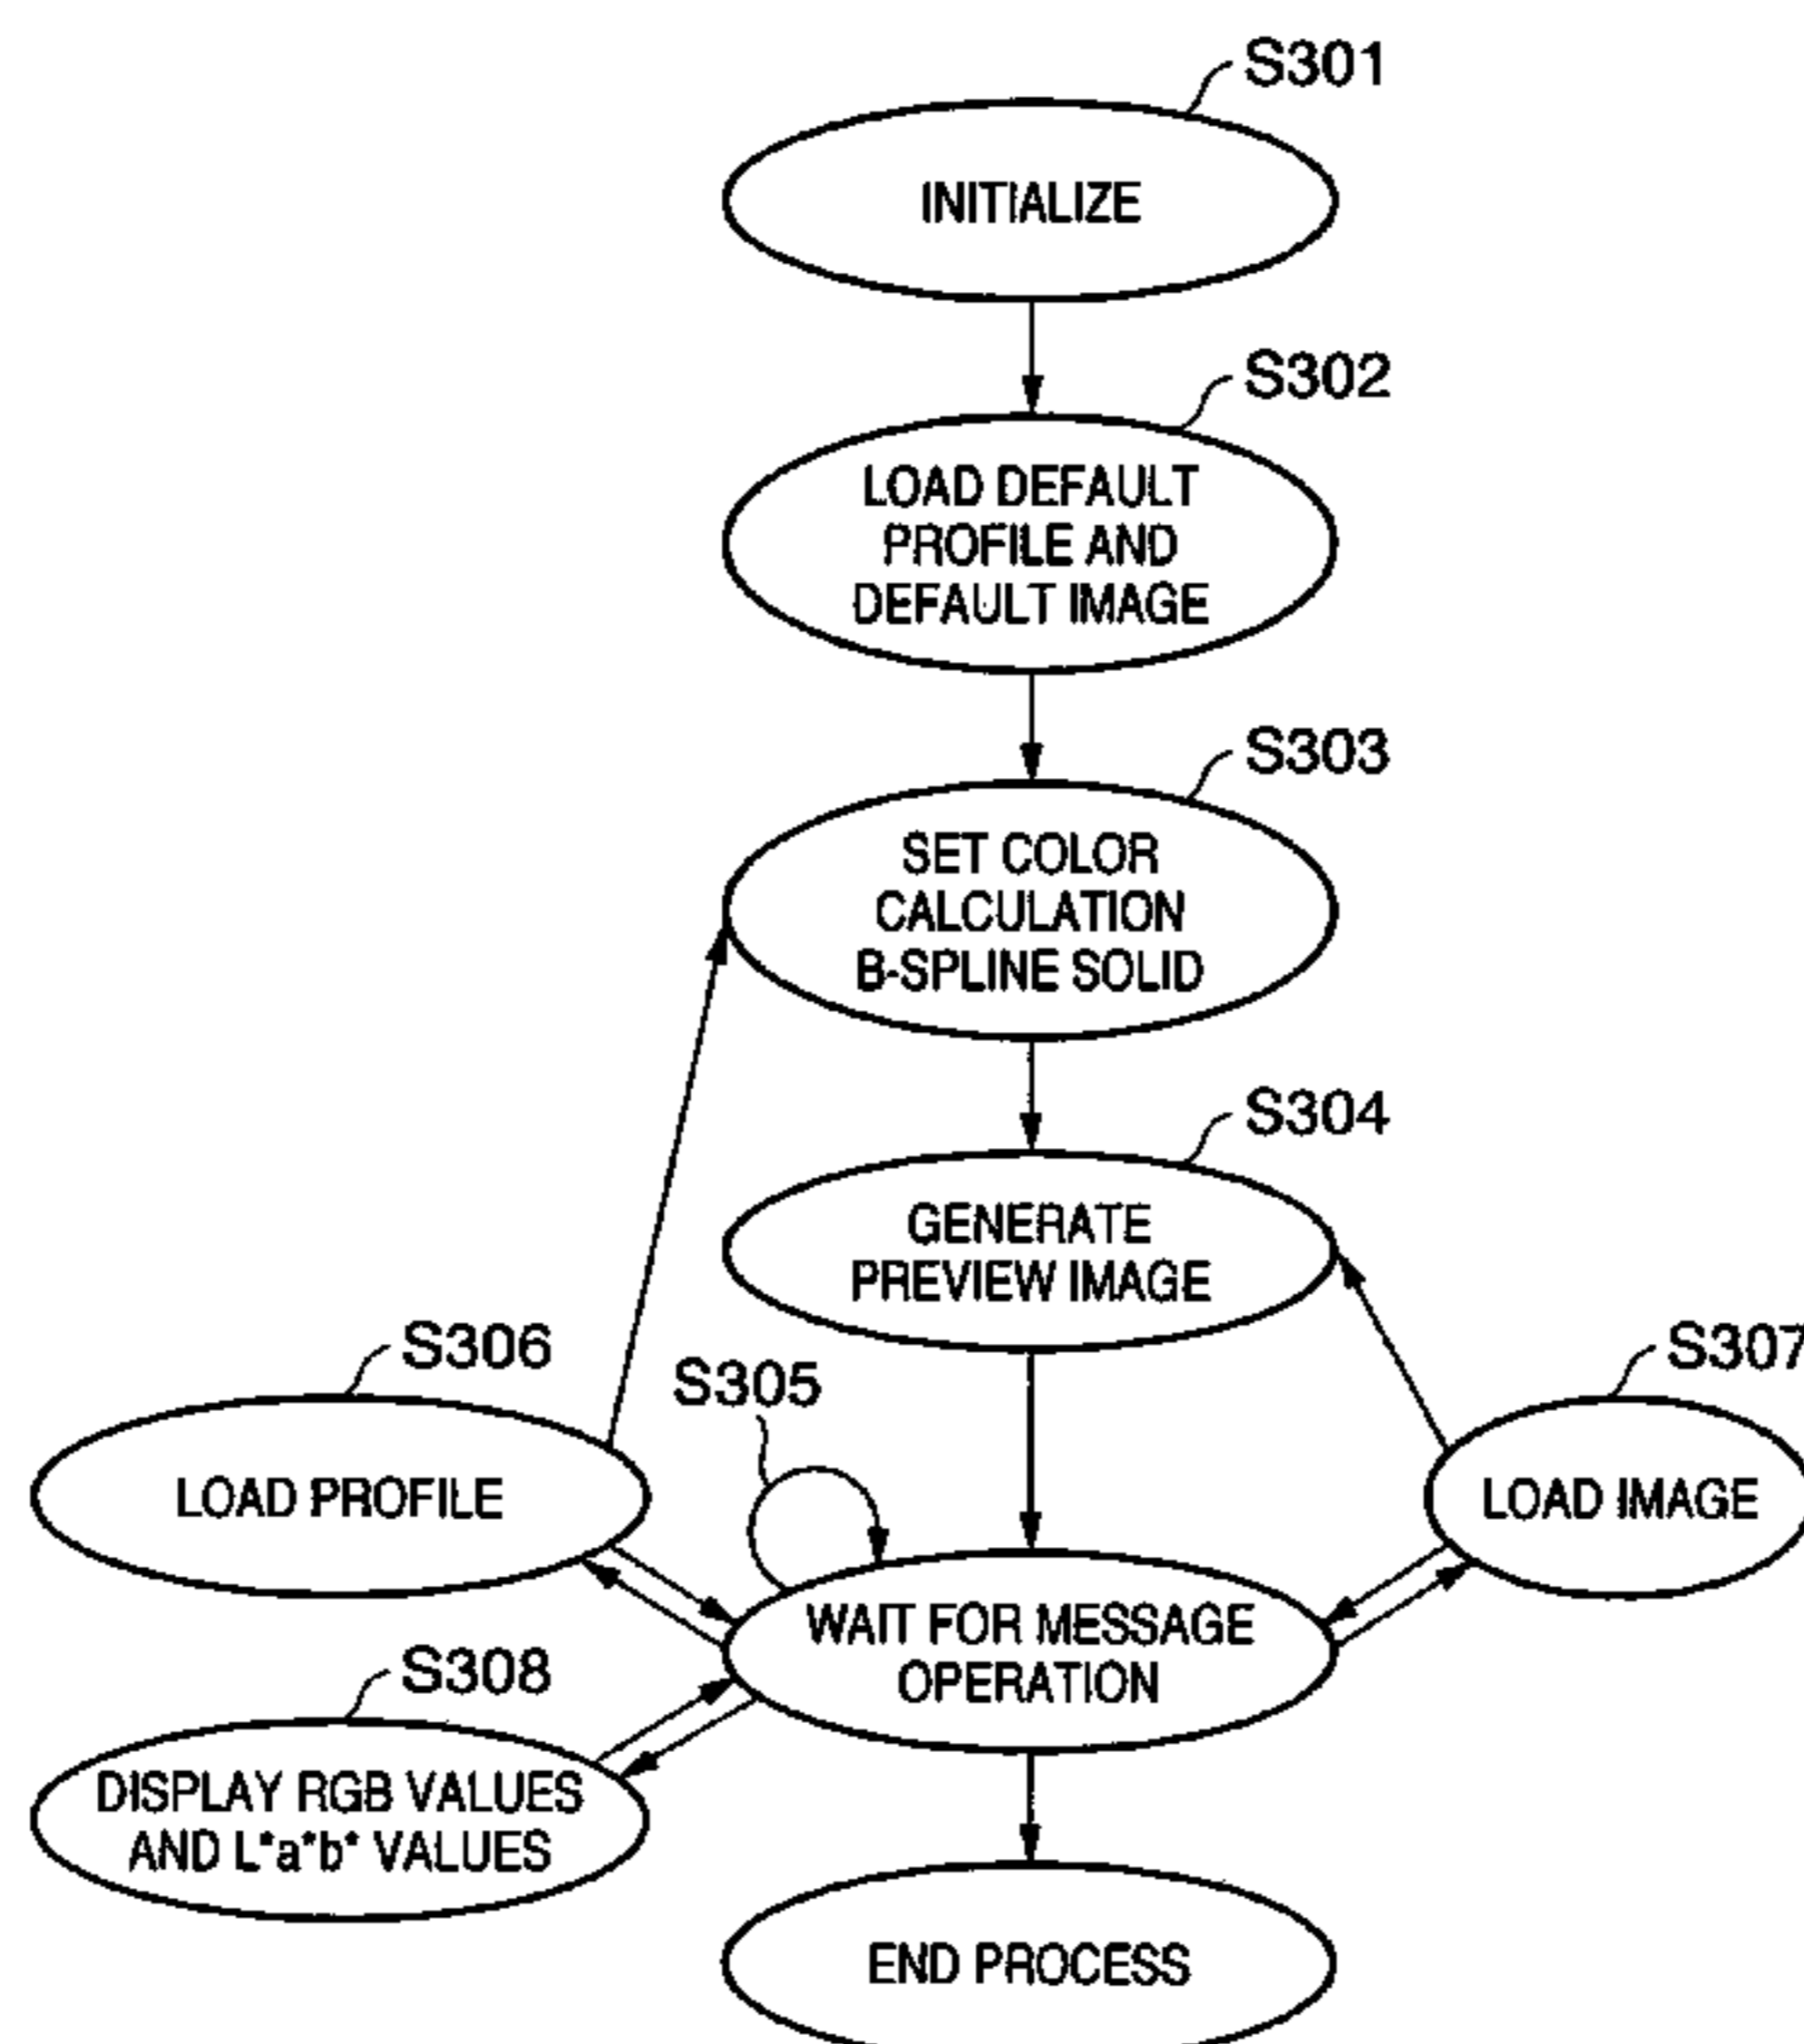 S301
INITIALIZE
S302
LOAD DEFAULT
PROFILE AND
DEFAULT IMAGE
S303
SET COLOR
CALCULATION
B-SPLINE SOLID
S304
GENERATE
PREVIEW IMAGE
S306
S305
S307
LOAD PROFILE
LOAD IMAGE
WAIT FOR MESSAGE
OPERATION
S308
DISPLAY RGB VALUES
AND L*a*b* VALUES
END PROCESS